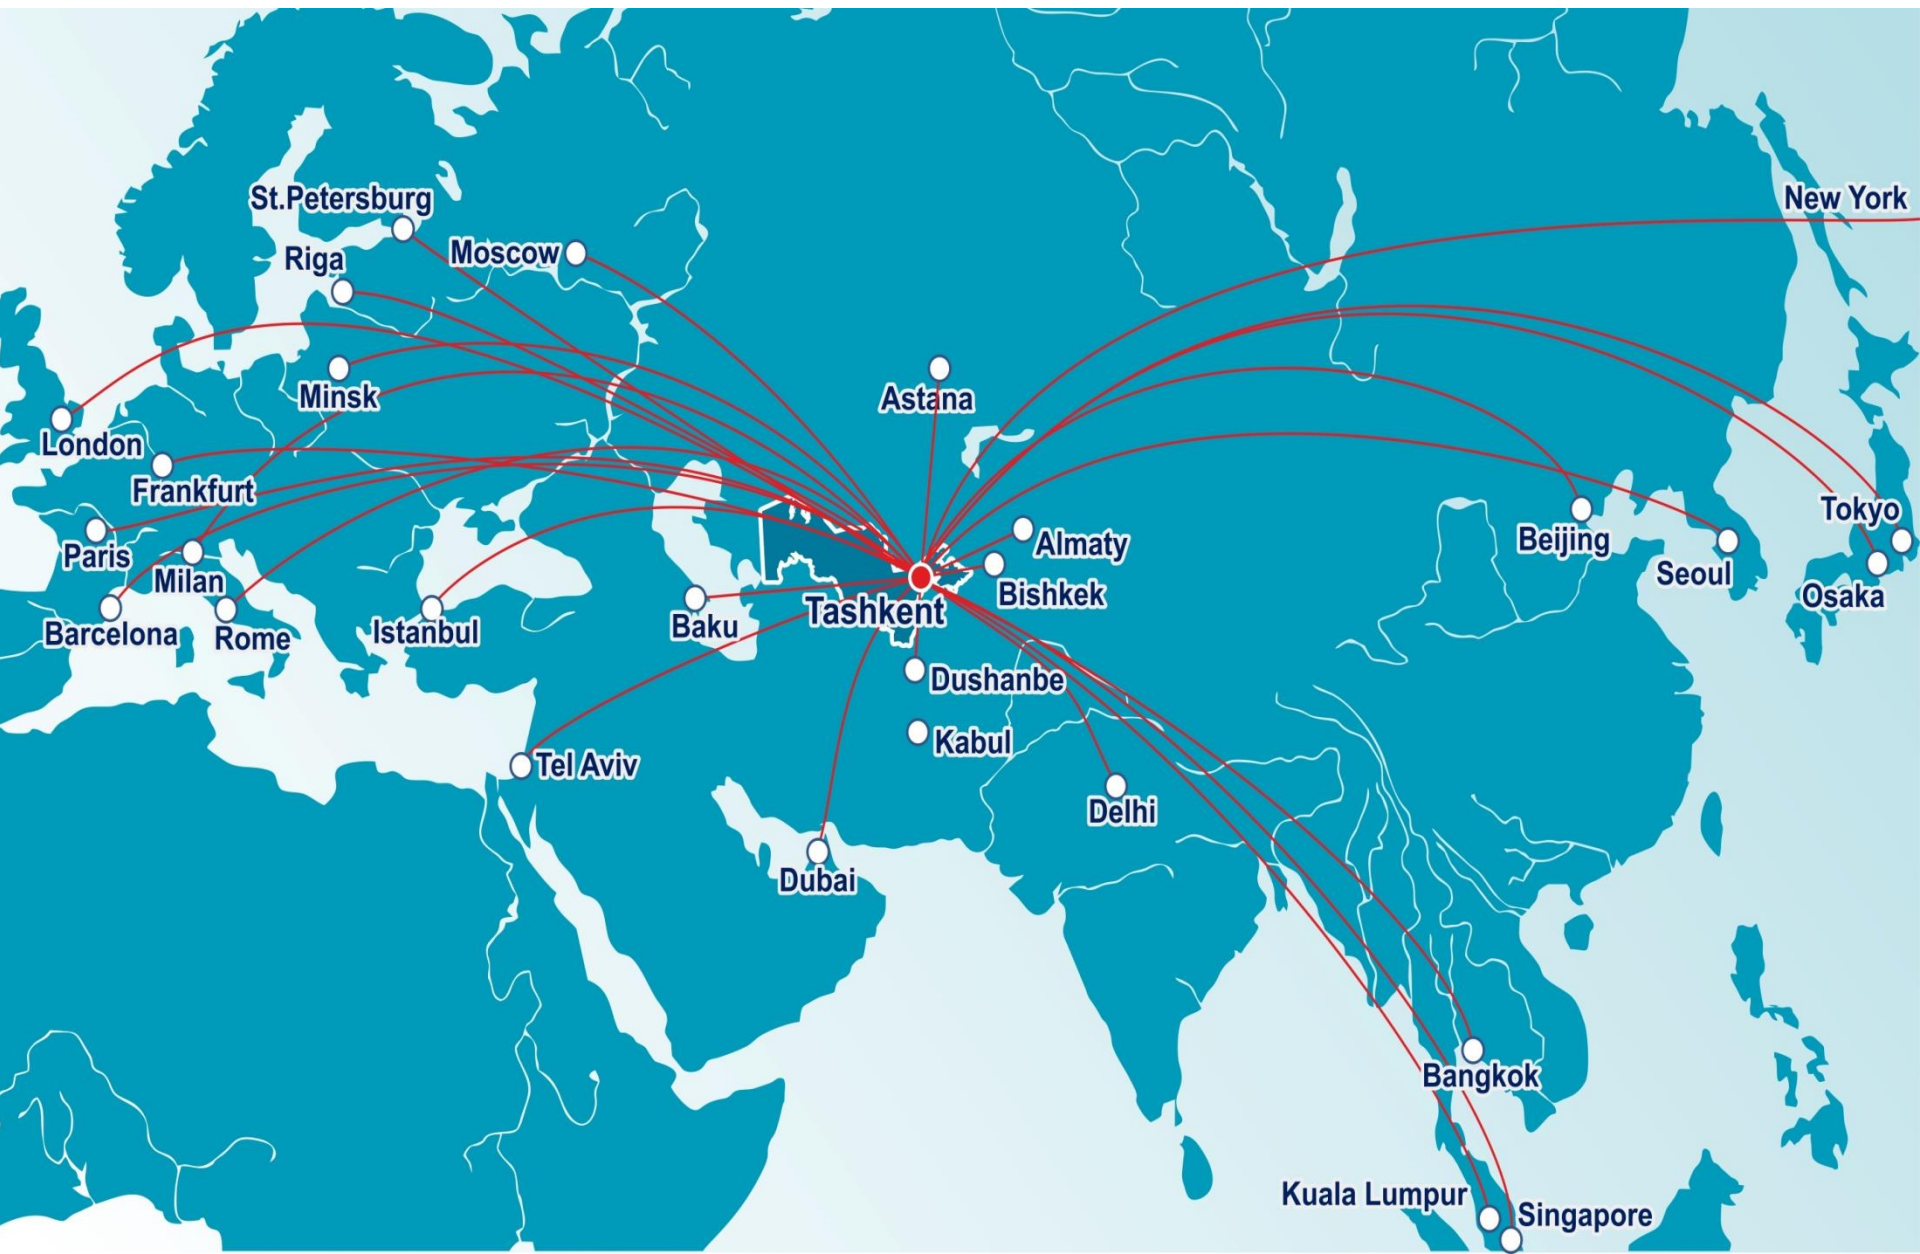 St.Petersburg
New York
Riga
Moscow
Minsk
Astana
London
Frankfurt
Tokyo
Paris
Almaty
Beijing
Milan
Seoul
Bishkek
Osaka
Tashkent
Barcelona
Rome
Istanbul
Baku
Dushanbe
Kabul
Tel Aviv
Delhi
Dubai
Bangkok
Kuala Lumpur
Singapore